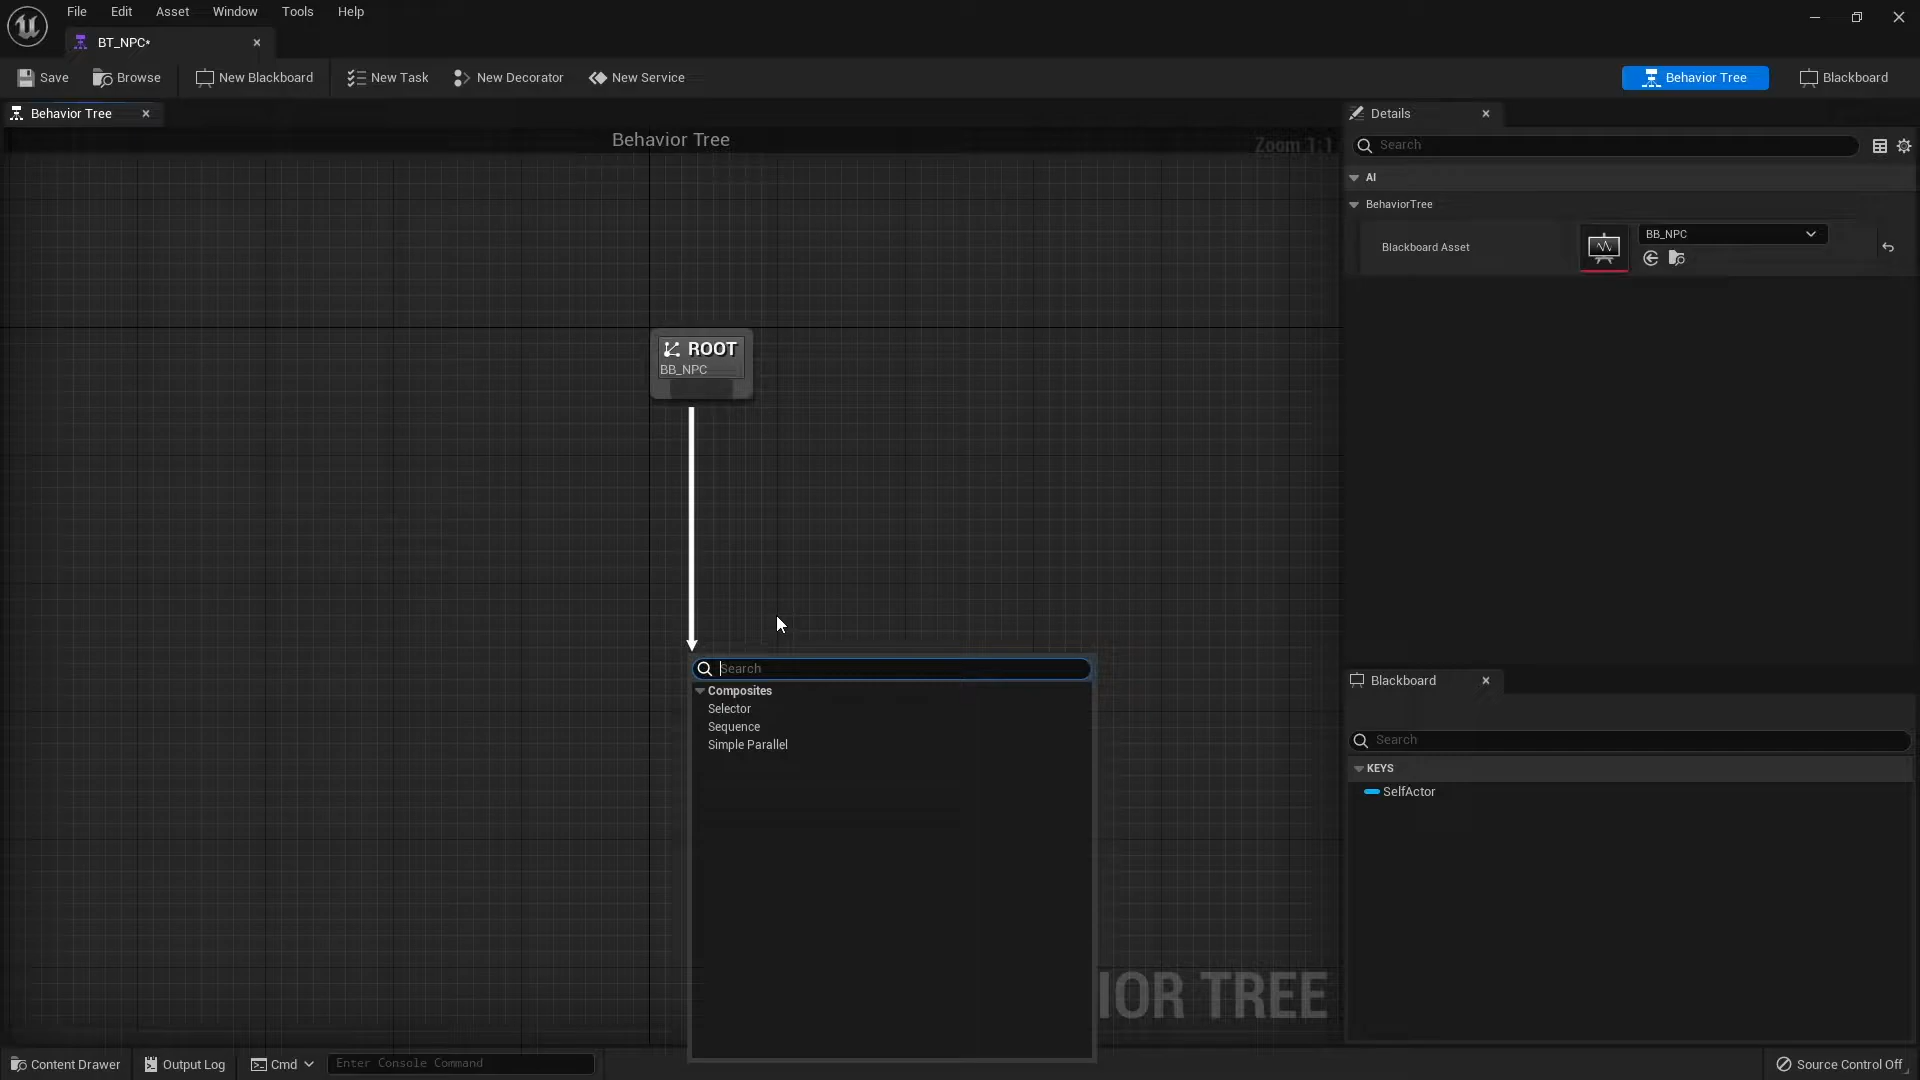 File Edit Asset Window Tools Help
BT_NPC*
Save Browse New Blackboard New Task New Decorator New Service Behavior Tree Blackboard
Behavior Tree
Behavior Tree
Zoom 1:1
ROOT
BB_NPC
Search
Composites
Selector
Sequence
Simple Parallel
IOR TREE
Details
Search
AI
BehaviorTree
Blackboard Asset
BB_NPC
Blackboard
Search
KEYS
SelfActor
Content Drawer Output Log Cmd Enter Console Command Source Control Off